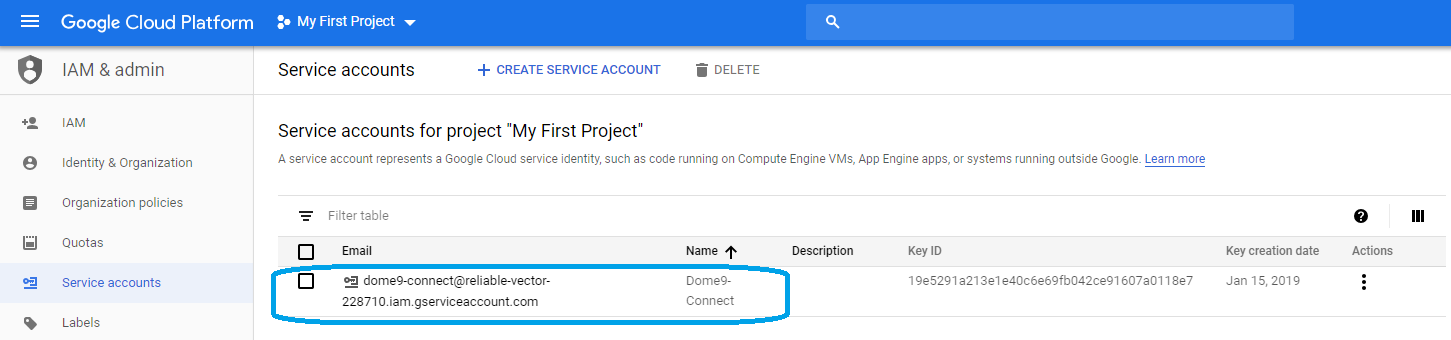 Google Cloud Platform My First Project
IAM & admin Service accounts CREATE SERVICE ACCOUNT DELETE
IAM
Identity & Organization
Organization policies
Quotas
Service accounts
Labels
Service accounts for project "My First Project"
A service account represents a Google Cloud service identity, such as code running on Compute Engine VMs, App Engine apps, or systems running outside Google. Learn more
Filter table
Email Name Description Key ID Key creation date Actions
dome9-connect@reliable-vector- Dome9- 19e5291a213e1e40c6e69fb042ce91607a0118e7 Jan 15, 2019
228710.iam.gserviceaccount.com Connect